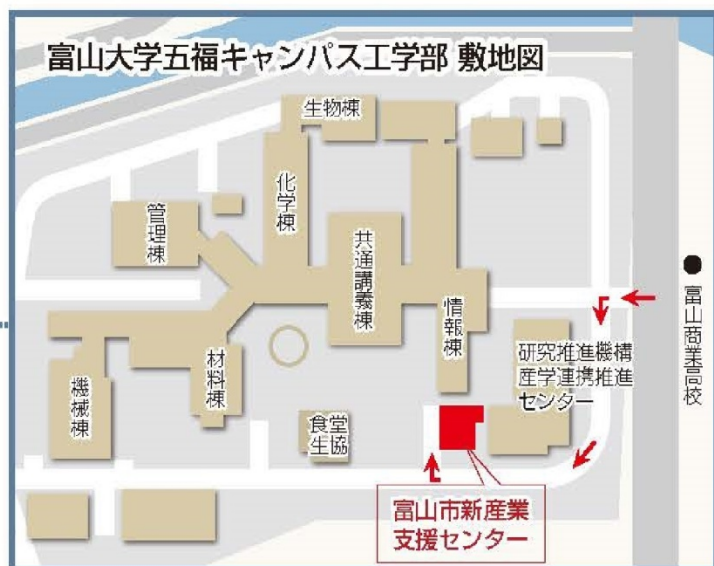 富山大学五福キャンパス工学部 敷地図
生物棟
化学棟
管理棟
共通講義棟
情報棟
富山商業高校
研究推進機構
産学連携推進
センター
機械棟
材料棟
食堂
生協
富山市新産業
支援センター